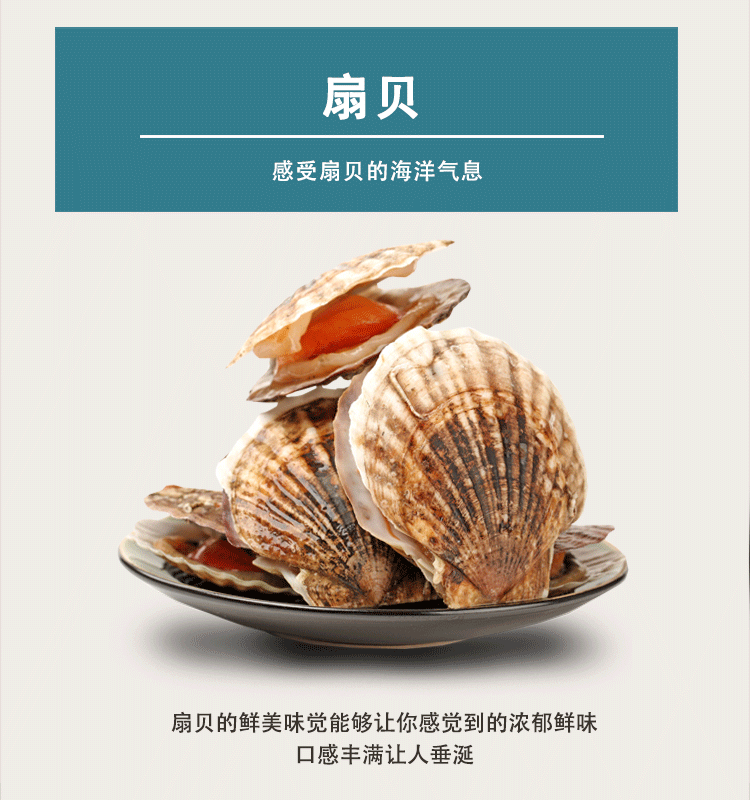 扇贝
感受扇贝的海洋气息
扇贝的鲜美味觉能够让你感觉到的浓郁鲜味
口感丰满让人垂涎